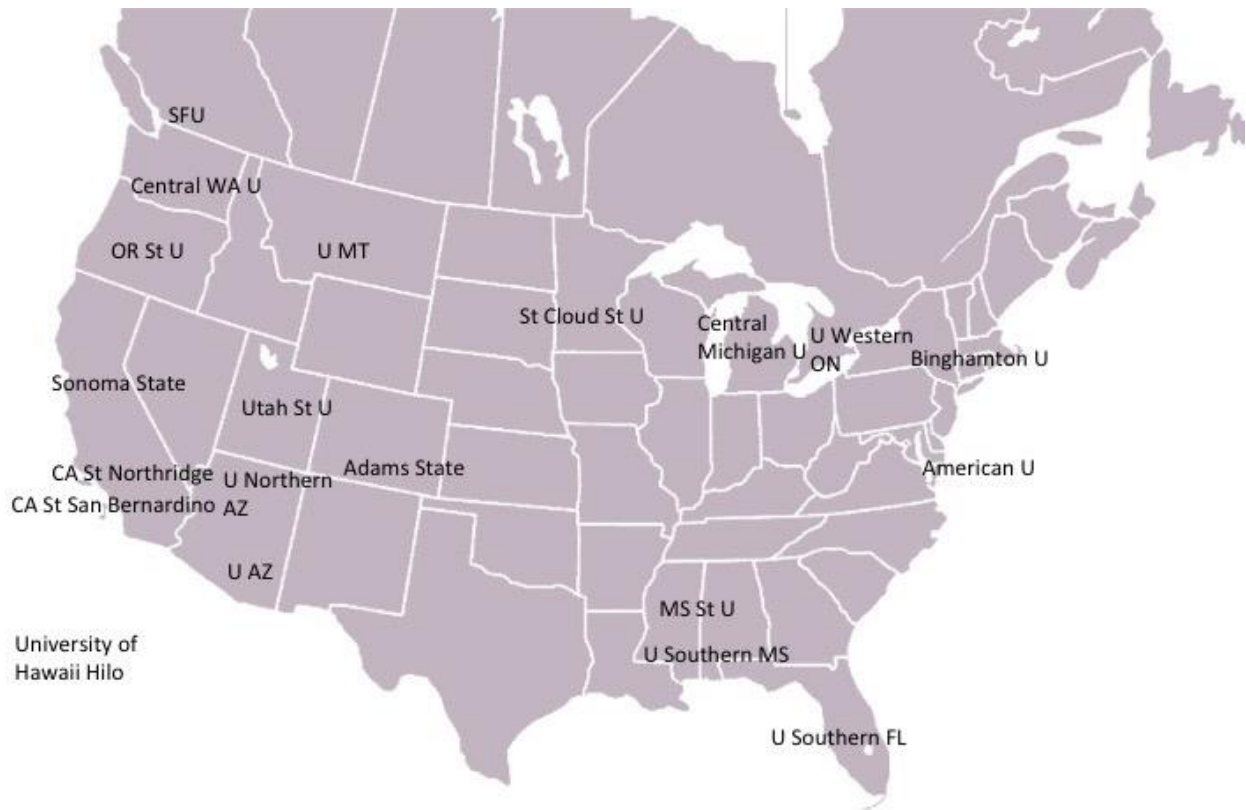 SFU
Central WA U
OR St U
U MT
St Cloud St U
Central
Michigan U
U Western
ON
Binghamton U
Sonoma State
Utah St U
CA St Northridge
U Northern
AZ
Adams State
American U
CA St San Bernardino
U AZ
MS St U
University of
Hawaii Hilo
U Southern MS
U Southern FL